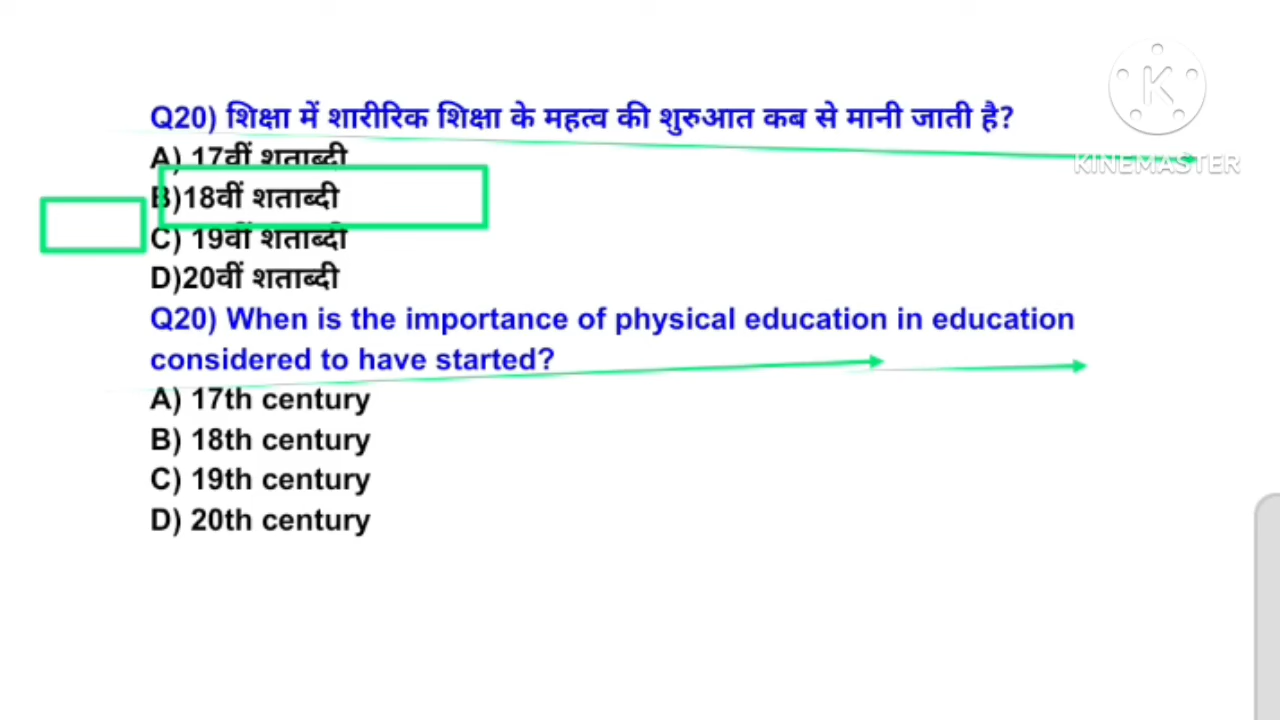 Q20) शिक्षा में शारीरिक शिक्षा के महत्व की शुरुआत कब से मानी जाती है?
A) 17वीं शताब्दी
B)18वीं शताब्दी
C) 19वीं शताब्दी
D)20वीं शताब्दी
Q20) When is the importance of physical education in education
considered to have started?
A) 17th century
B) 18th century
C) 19th century
D) 20th century
K
KINEMASTER